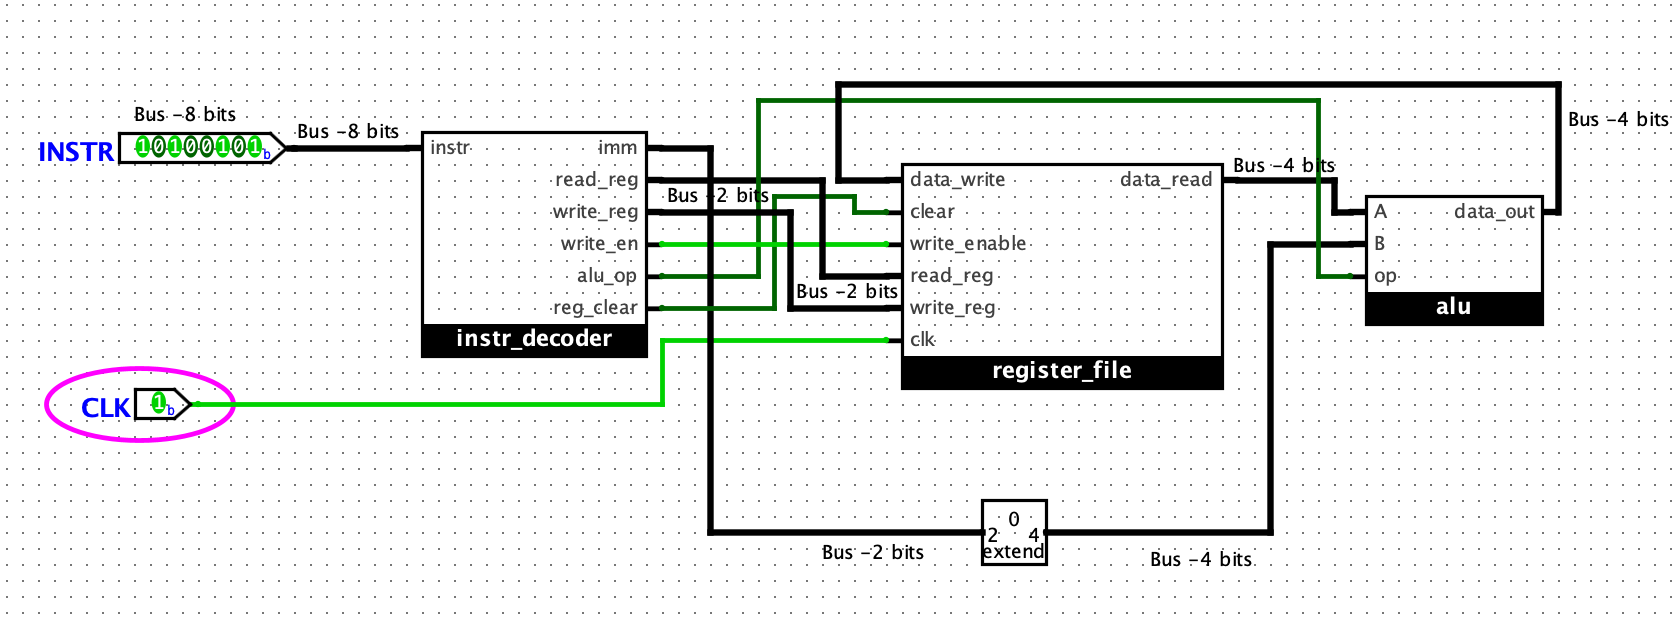 Bus -8 bits
INSTR 10100101b
Bus -8 bits
instr
imm
read_reg
write_reg
write_en
alu_op
reg_clear
instr_decoder
Bus -2 bits
Bus -2 bits
data_write
clear
write_enable
read_reg
write_reg
clk
data_read
register_file
Bus -4 bits
A
B
op
data_out
alu
Bus -4 bits
CLK 1b
Bus -2 bits
0
2 4
extend
Bus -4 bits